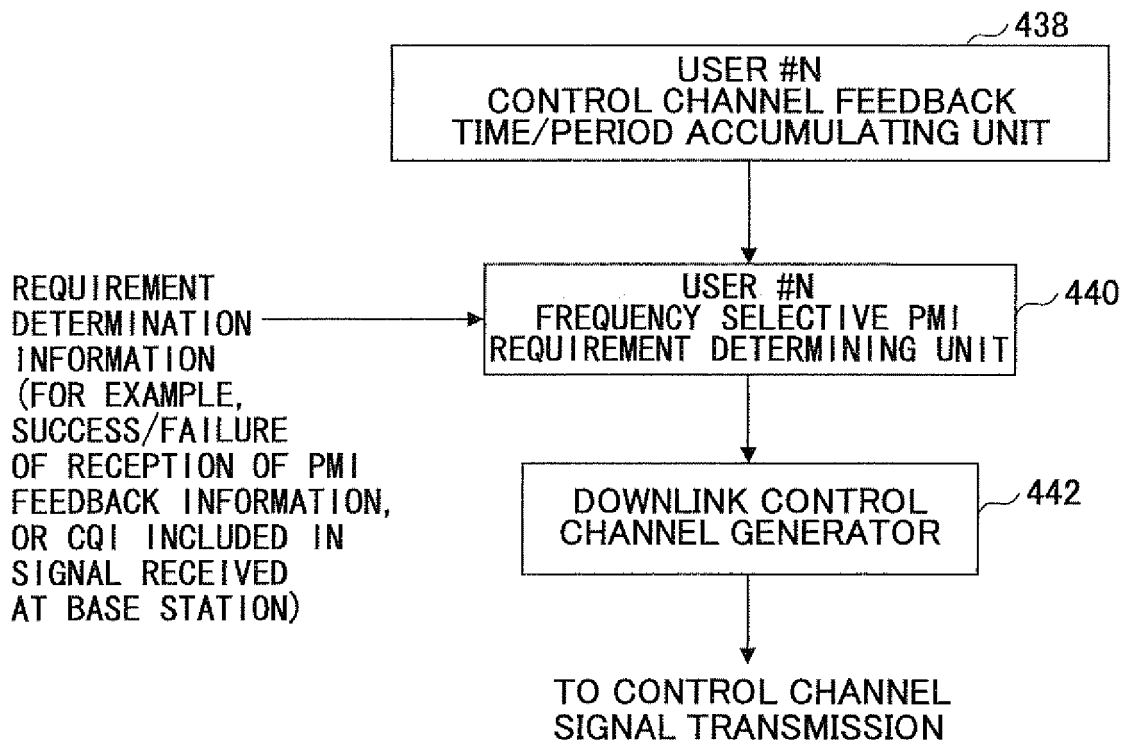 438
USER #N
CONTROL CHANNEL FEEDBACK
TIME/PERIOD ACCUMULATING UNIT
REQUIREMENT
DETERMINATION
INFORMATION
(FOR EXAMPLE,
SUCCESS/FAILURE
OF RECEPTION OF PMI
FEEDBACK INFORMATION,
OR CQI INCLUDED IN
SIGNAL RECEIVED
AT BASE STATION)
USER #N
FREQUENCY SELECTIVE PMI
REQUIREMENT DETERMINING UNIT
440
DOWNLINK CONTROL
CHANNEL GENERATOR
442
TO CONTROL CHANNEL
SIGNAL TRANSMISSION